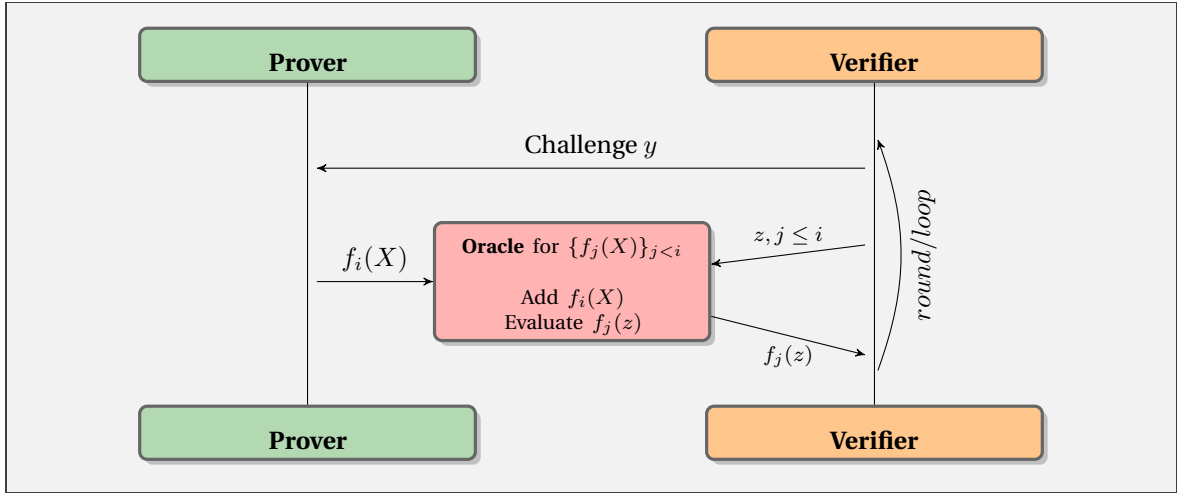 Prover
Verifier
Challenge y
f_i(X)
Oracle for {f_j(X)}_{j<i}
Add f_i(X)
Evaluate f_j(z)
z, j ≤ i
f_j(z)
round/loop
Prover
Verifier